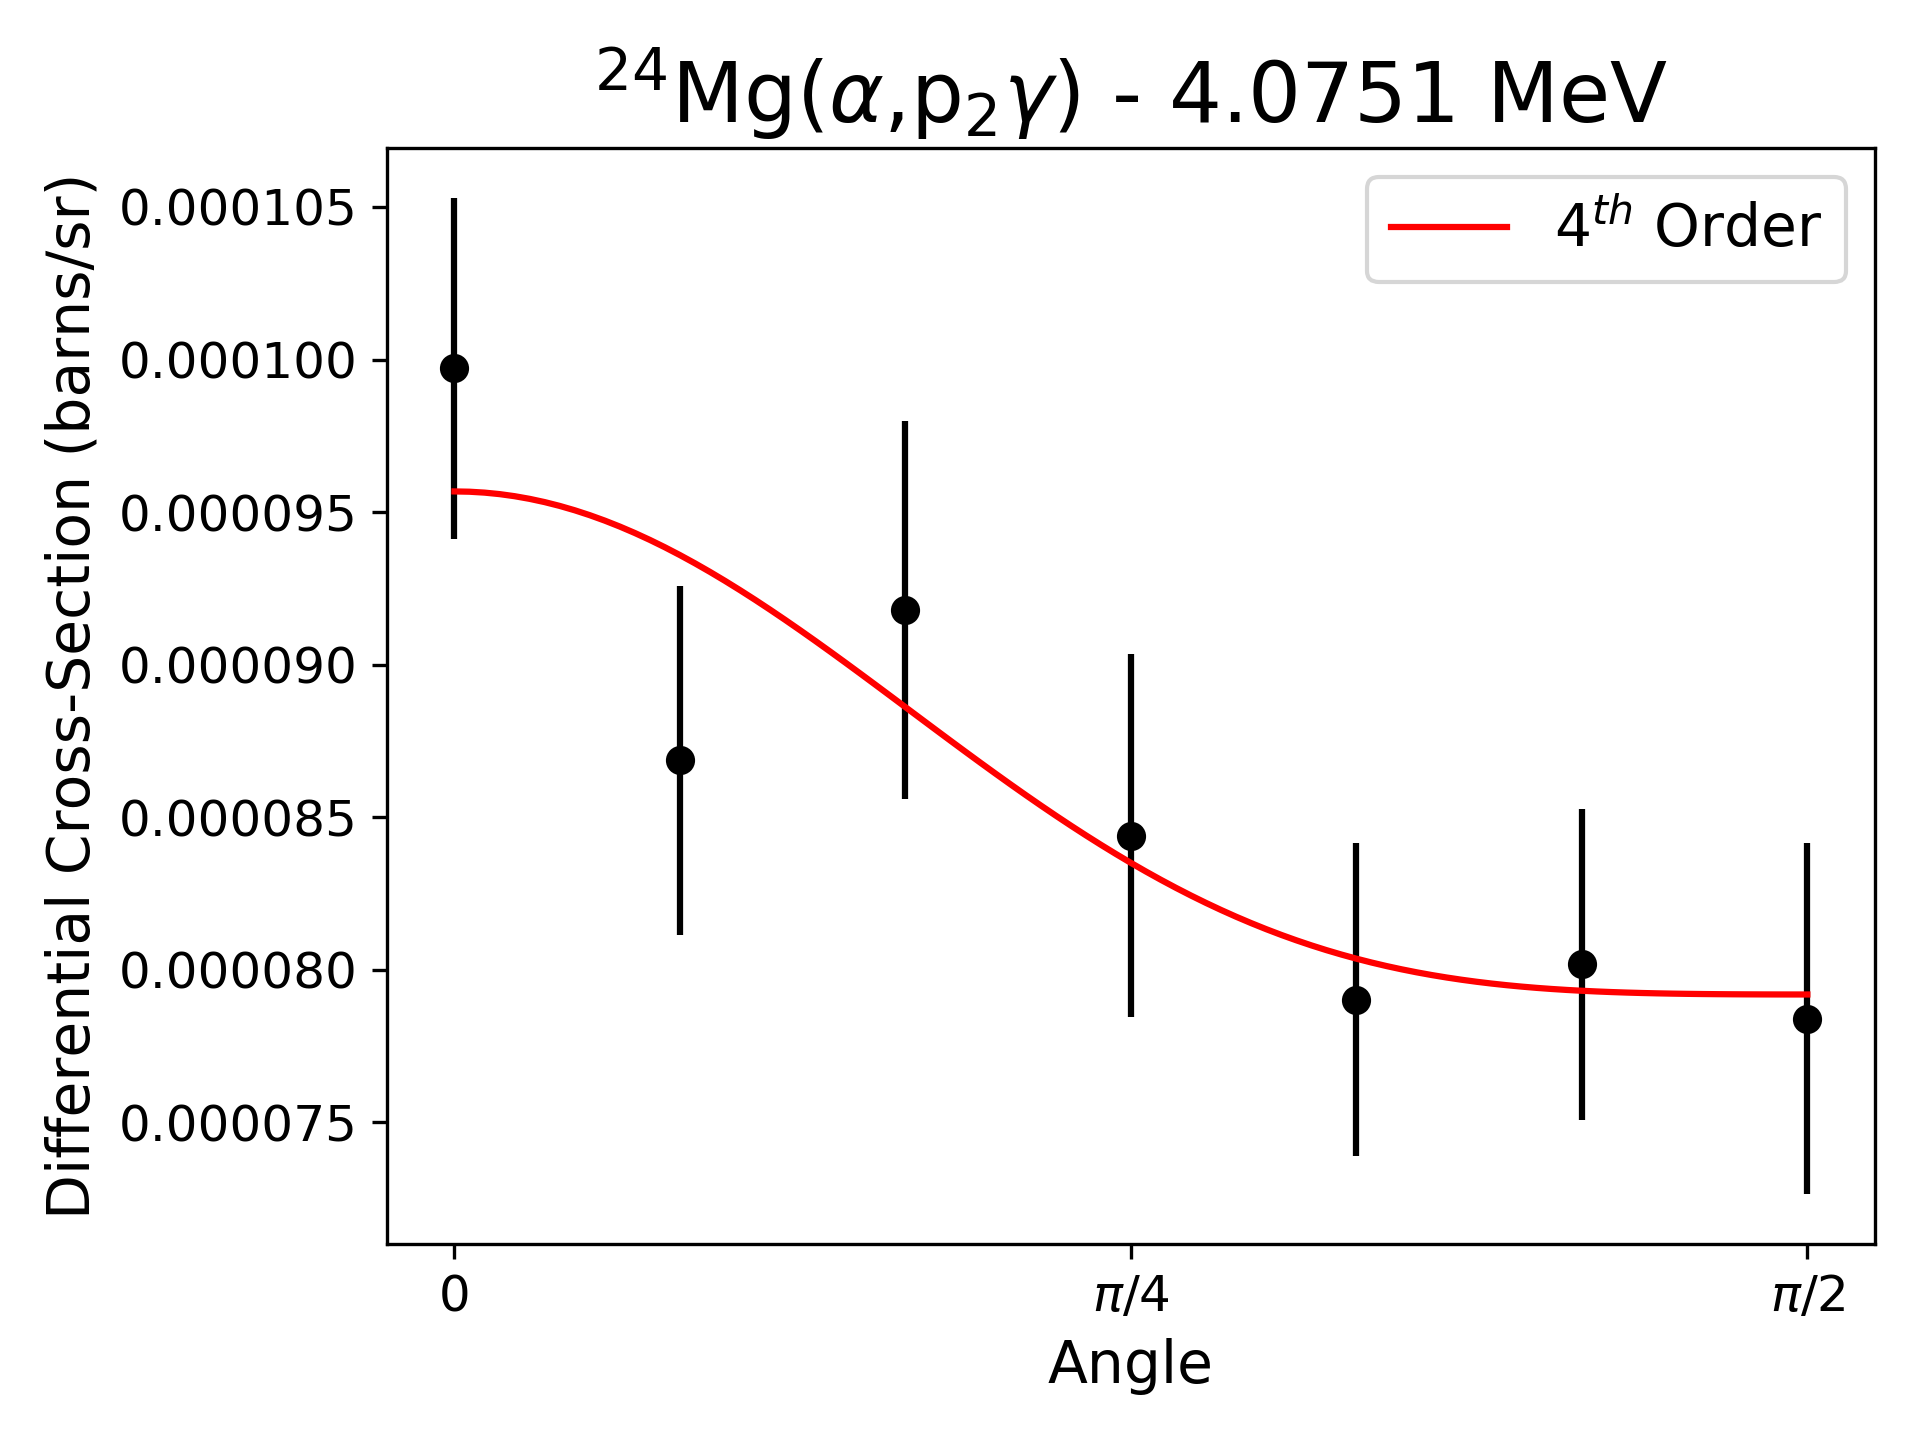 ²⁴Mg(α,p₂γ) - 4.0751 MeV
4ᵗʰ Order
Differential Cross-Section (barns/sr)
0.000105
0.000100
0.000095
0.000090
0.000085
0.000080
0.000075
0 π/4 π/2
Angle